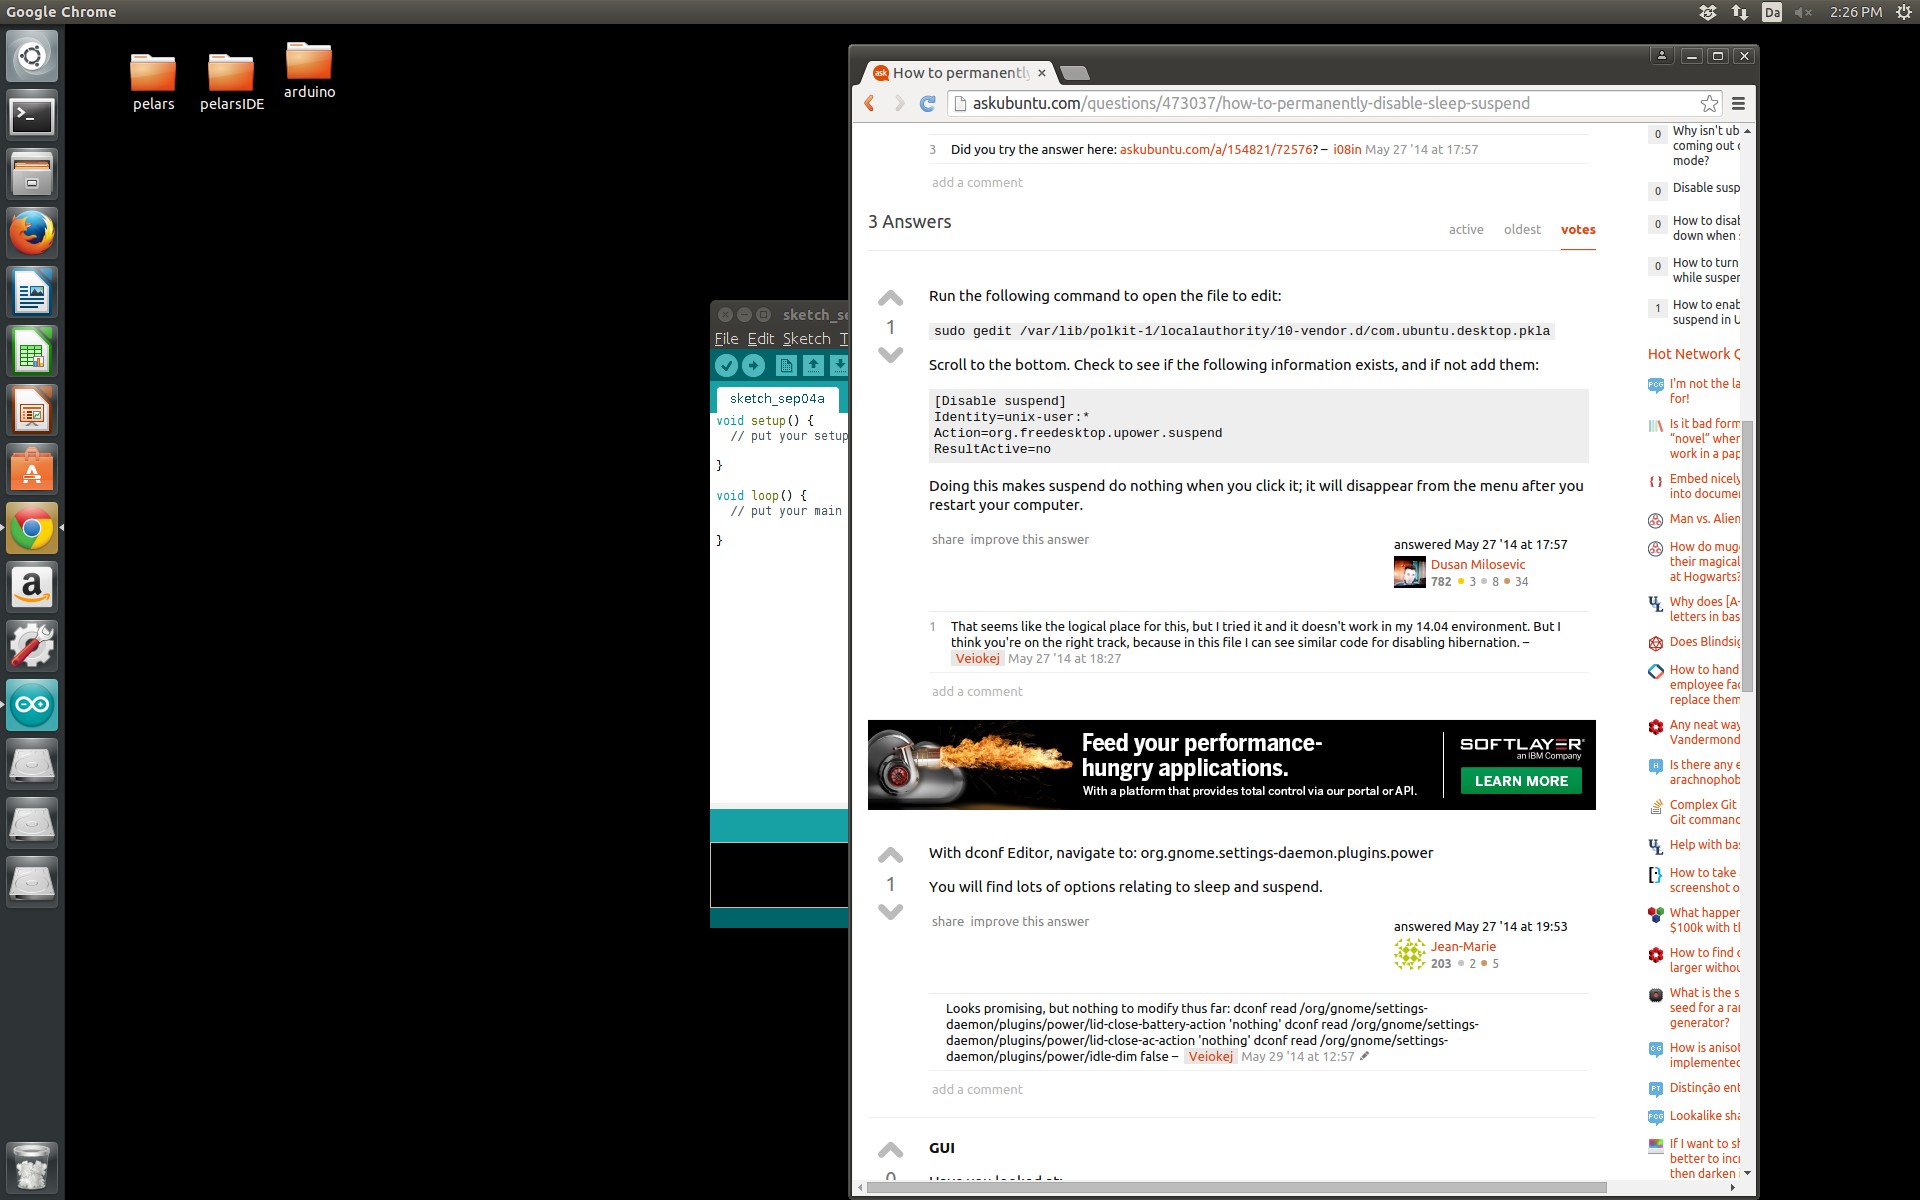 Google Chrome
Da
2:26 PM
pelars
pelarsIDE
arduino
How to permanently
askubuntu.com/questions/473037/how-to-permanently-disable-sleep-suspend
3 Did you try the answer here: askubuntu.com/a/154821/72576? – i08in May 27 '14 at 17:57
add a comment
3 Answers
active oldest votes
Run the following command to open the file to edit:
1
sudo gedit /var/lib/polkit-1/localauthority/10-vendor.d/com.ubuntu.desktop.pkla
Scroll to the bottom. Check to see if the following information exists, and if not add them:
[Disable suspend]
Identity=unix-user:*
Action=org.freedesktop.upower.suspend
ResultActive=no
Doing this makes suspend do nothing when you click it; it will disappear from the menu after you
restart your computer.
share improve this answer
answered May 27 '14 at 17:57
Dusan Milosevic
782 3 8 34
1 That seems like the logical place for this, but I tried it and it doesn't work in my 14.04 environment. But I
think you're on the right track, because in this file I can see similar code for disabling hibernation. –
Veiokej May 27 '14 at 18:27
add a comment
Feed your performance-
hungry applications.
With a platform that provides total control via our portal or API.
SOFTLAYER
an IBM Company
LEARN MORE
With dconf Editor, navigate to: org.gnome.settings-daemon.plugins.power
1
You will find lots of options relating to sleep and suspend.
share improve this answer
answered May 27 '14 at 19:53
Jean-Marie
203 2 5
Looks promising, but nothing to modify thus far: dconf read /org/gnome/settings-
daemon/plugins/power/lid-close-battery-action 'nothing' dconf read /org/gnome/settings-
daemon/plugins/power/lid-close-ac-action 'nothing' dconf read /org/gnome/settings-
daemon/plugins/power/idle-dim false – Veiokej May 29 '14 at 12:57
add a comment
GUI
0 Why isn't ub
coming out
mode?
0 Disable susp
0 How to disab
down when
0 How to turn
while susper
1 How to enab
suspend in U
Hot Network Q
I'm not the la
for!
Is it bad form
"novel" wher
work in a pap
Embed nicely
into docume
Man vs. Alien
How do mug
their magical
at Hogwarts?
Why does [A-
letters in bas
Does Blindsig
How to hand
employee fac
replace them
Any neat way
Vandermond
Is there any e
arachnophob
Complex Git
Git commanc
Help with bas
How to take
screenshot o
What happer
$100k with tl
How to find
larger withou
What is the s
seed for a rar
generator?
How is anisot
implemented
Distinção ent
Lookalike sha
If I want to sh
better to incr
then darken
sketch_se
File Edit Sketch T
sketch_sep04a
void setup() {
// put your setup
}
void loop() {
// put your main
}